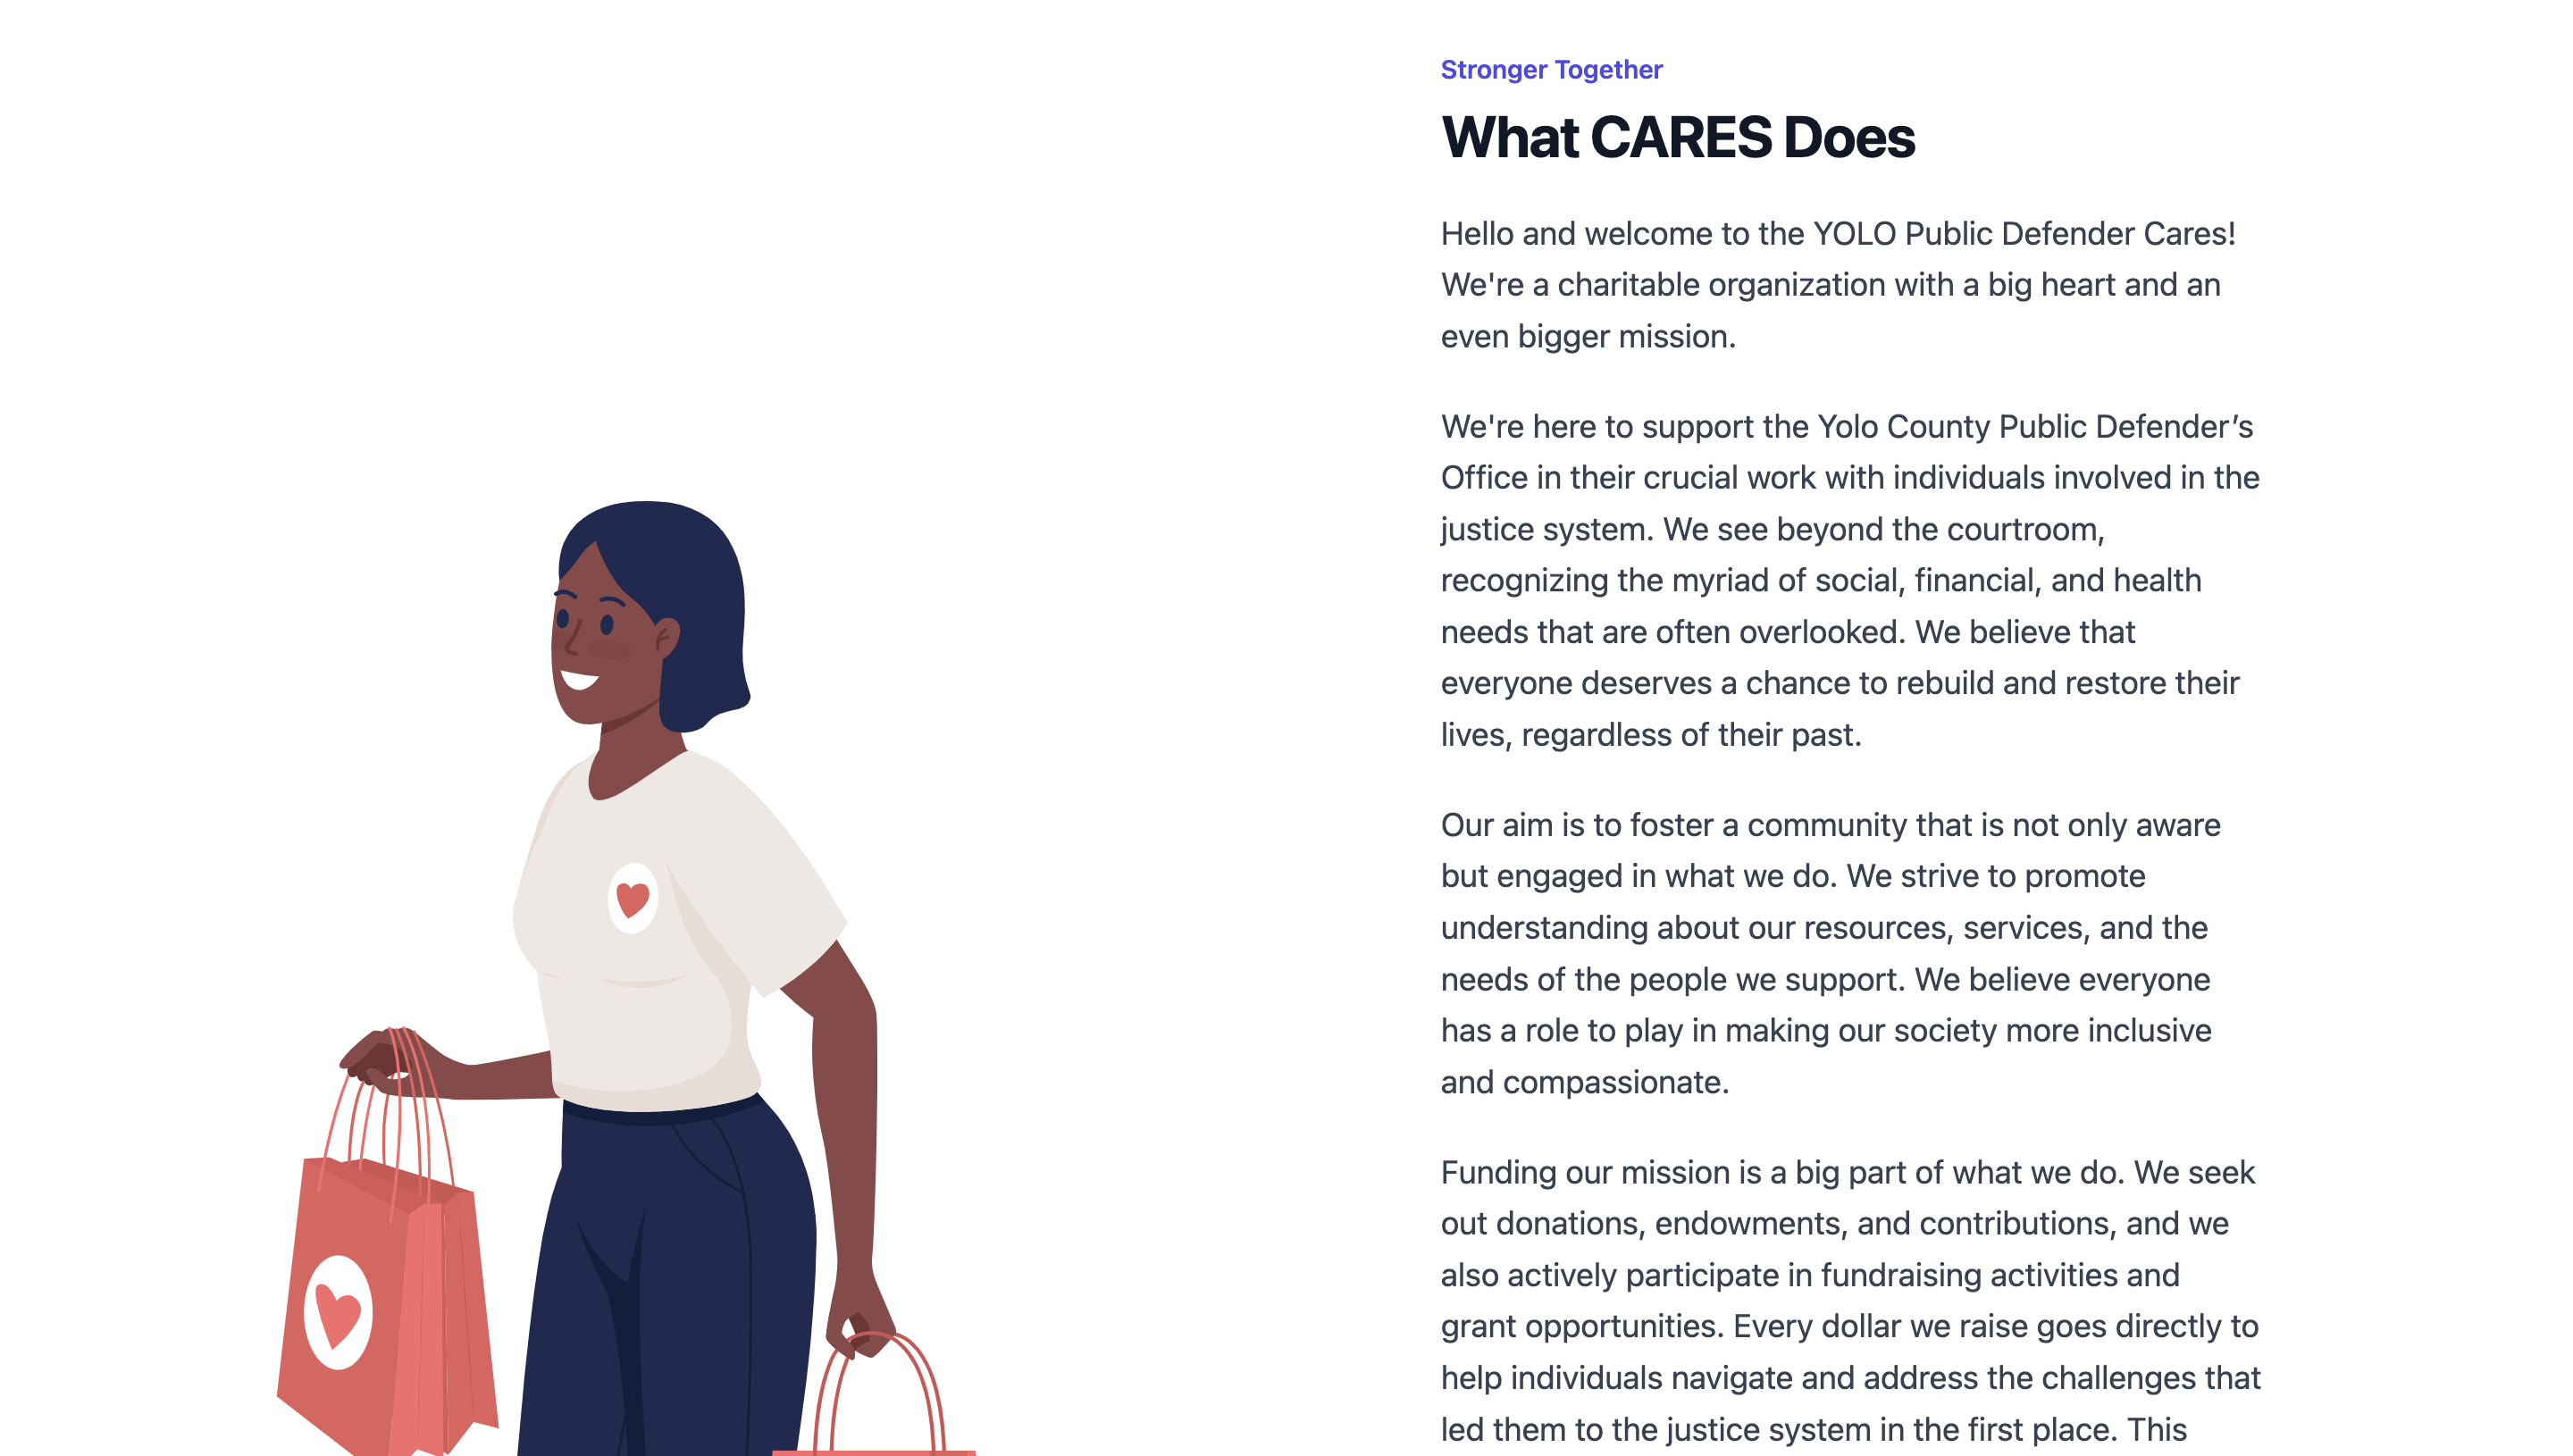 Stronger Together
What CARES Does
Hello and welcome to the YOLO Public Defender Cares!
We're a charitable organization with a big heart and an
even bigger mission.
We're here to support the Yolo County Public Defender’s
Office in their crucial work with individuals involved in the
justice system. We see beyond the courtroom,
recognizing the myriad of social, financial, and health
needs that are often overlooked. We believe that
everyone deserves a chance to rebuild and restore their
lives, regardless of their past.
Our aim is to foster a community that is not only aware
but engaged in what we do. We strive to promote
understanding about our resources, services, and the
needs of the people we support. We believe everyone
has a role to play in making our society more inclusive
and compassionate.
Funding our mission is a big part of what we do. We seek
out donations, endowments, and contributions, and we
also actively participate in fundraising activities and
grant opportunities. Every dollar we raise goes directly to
help individuals navigate and address the challenges that
led them to the justice system in the first place. This